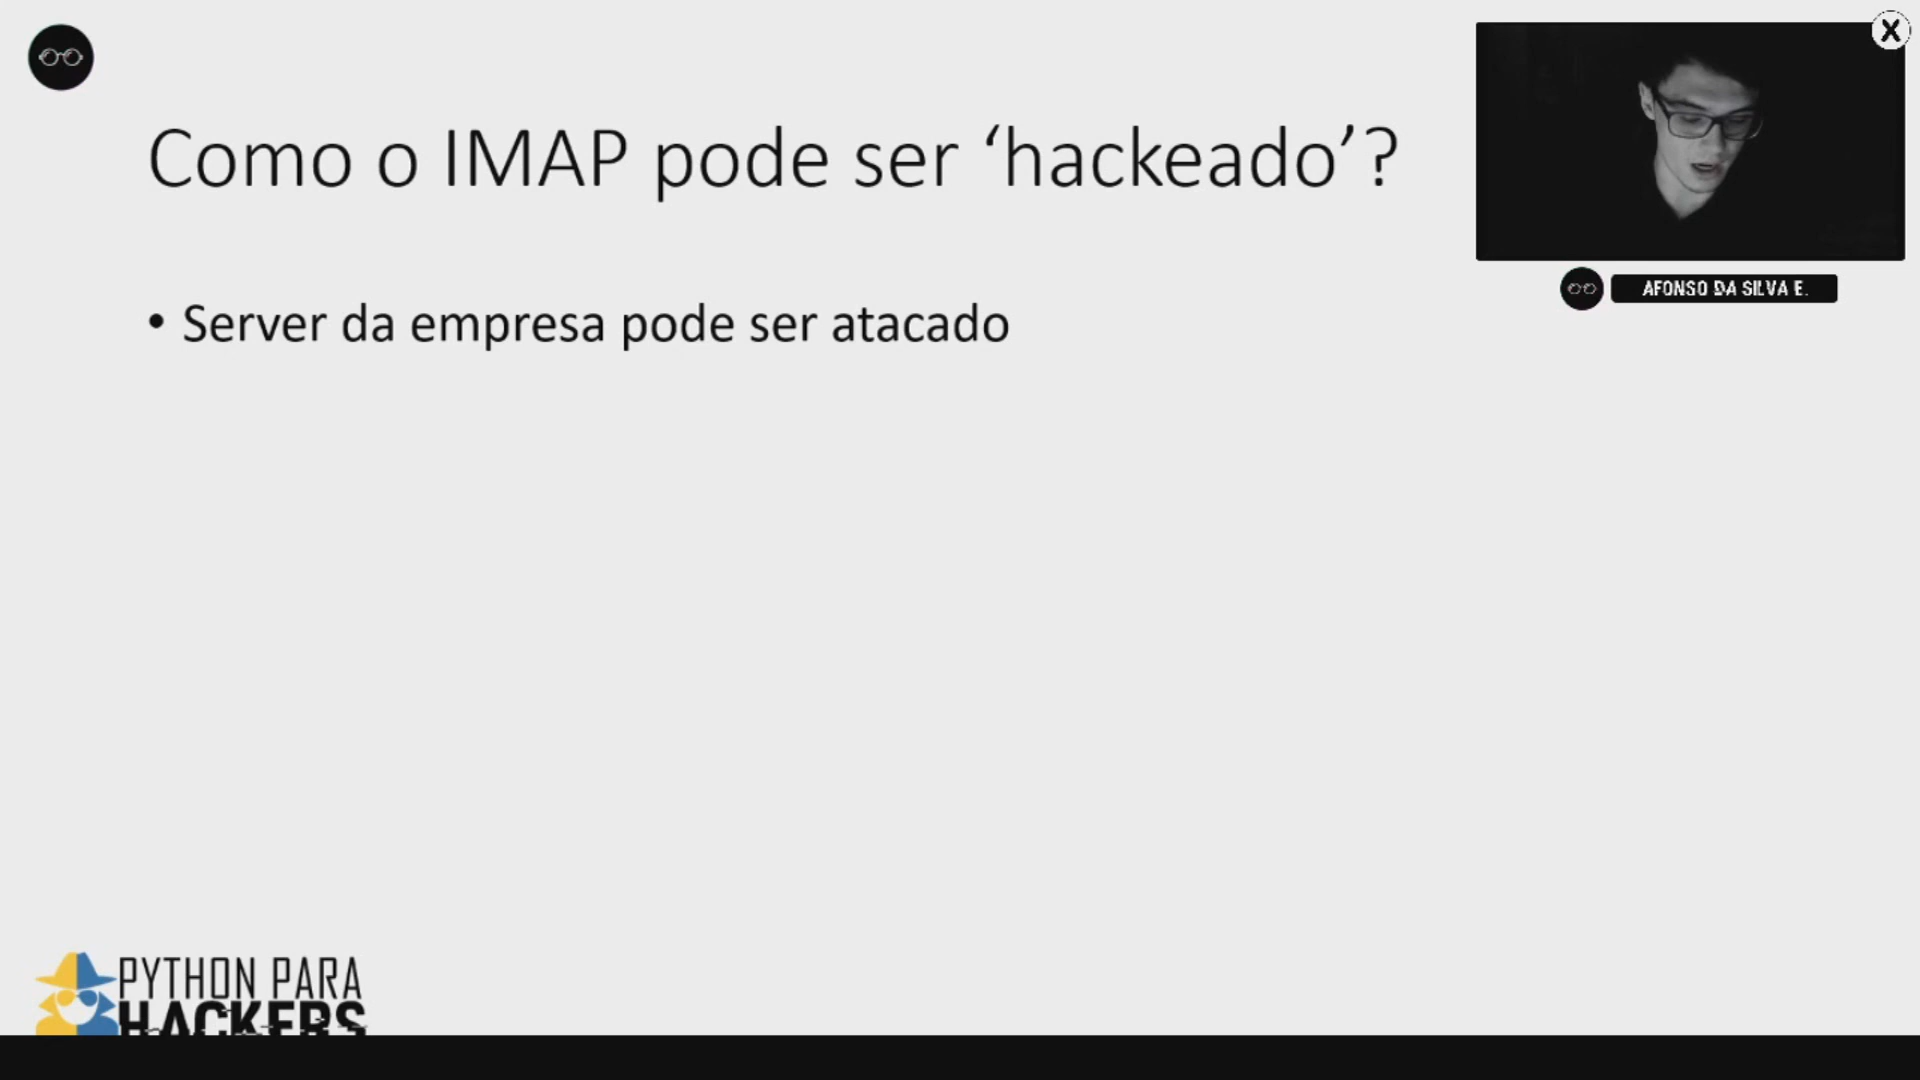 Como o IMAP pode ser ‘hackeado’?
X
AFONSO DA SILVA E.
• Server da empresa pode ser atacado
PYTHON PARA
HACKERS